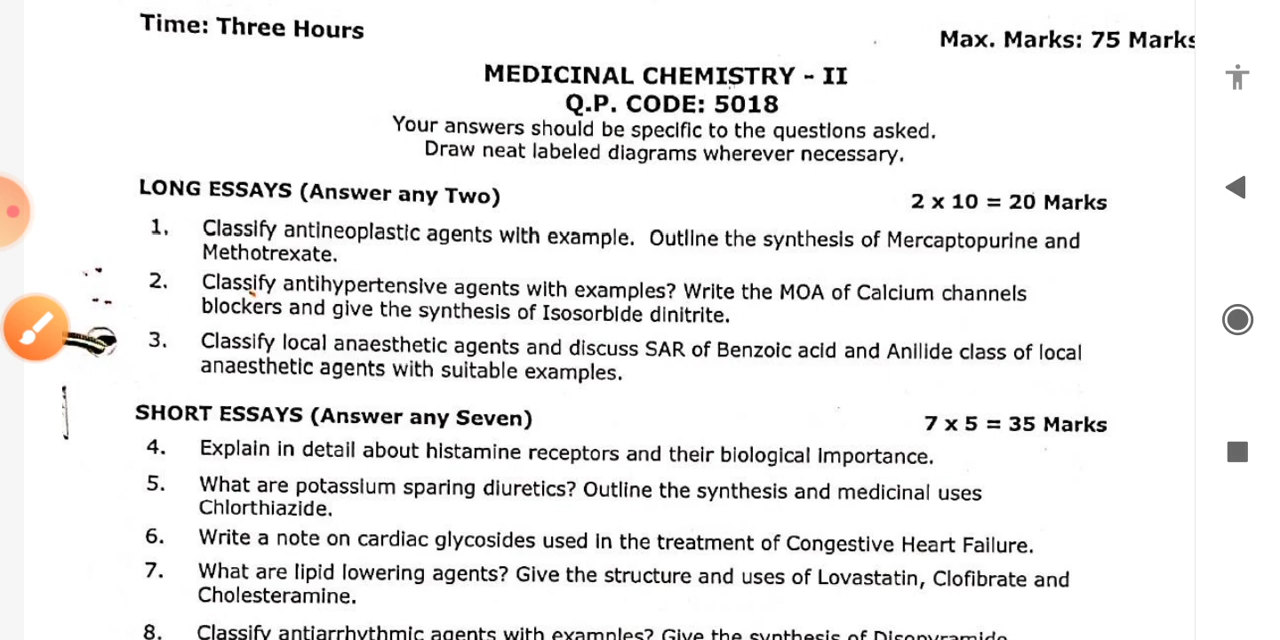 Time: Three Hours
Max. Marks: 75 Marks
MEDICINAL CHEMISTRY - II
Q.P. CODE: 5018
Your answers should be specific to the questions asked.
Draw neat labeled diagrams wherever necessary.
LONG ESSAYS (Answer any Two)
2 x 10 = 20 Marks
1. Classify antineoplastic agents with example. Outline the synthesis of Mercaptopurine and
Methotrexate.
2. Classify antihypertensive agents with examples? Write the MOA of Calcium channels
blockers and give the synthesis of Isosorbide dinitrite.
3. Classify local anaesthetic agents and discuss SAR of Benzoic acid and Anilide class of local
anaesthetic agents with suitable examples.
SHORT ESSAYS (Answer any Seven)
7 x 5 = 35 Marks
4. Explain in detail about histamine receptors and their biological importance.
5. What are potassium sparing diuretics? Outline the synthesis and medicinal uses
Chlorthiazide.
6. Write a note on cardiac glycosides used in the treatment of Congestive Heart Failure.
7. What are lipid lowering agents? Give the structure and uses of Lovastatin, Clofibrate and
Cholesteramine.
8. Classify antiarrhythmic agents with examples? Give the synthesis of Disopyramide